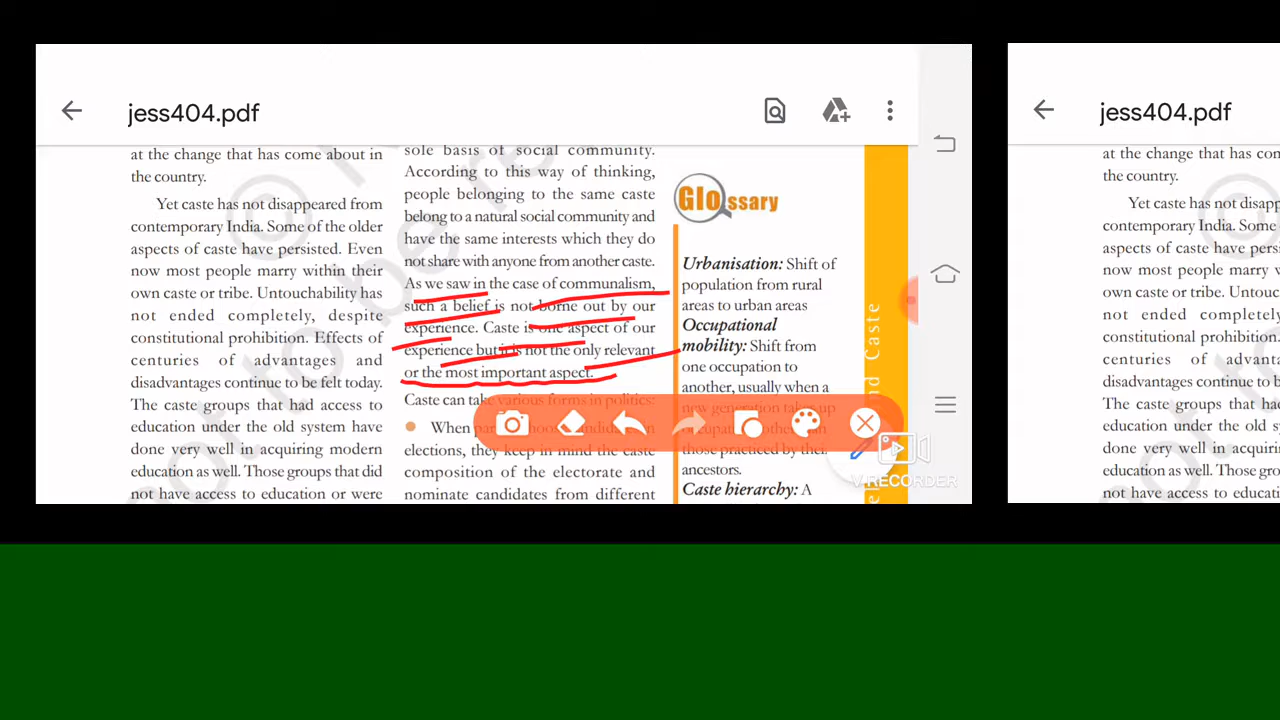 jess404.pdf
at the change that has come about in
the country.
Yet caste has not disappeared from
contemporary India. Some of the older
aspects of caste have persisted. Even
now most people marry within their
own caste or tribe. Untouchability has
not ended completely, despite
constitutional prohibition. Effects of
centuries of advantages and
disadvantages continue to be felt today.
The caste groups that had access to
education under the old system have
done very well in acquiring modern
education as well. Those groups that did
not have access to education or were
sole basis of social community.
According to this way of thinking,
people belonging to the same caste
belong to a natural social community and
have the same interests which they do
not share with anyone from another caste.
As we saw in the case of communalism,
such a belief is not borne out by our
experience. Caste is one aspect of our
experience but it is not the only relevant
or the most important aspect.
Caste can take various forms in politics:
When
elections, they keep in mind the caste
composition of the electorate and
nominate candidates from different
Glossary
Urbanisation: Shift of
population from rural
areas to urban areas
Occupational
mobility: Shift from
one occupation to
another, usually when a
new generation takes up
those practiced by their
ancestors.
Caste hierarchy: A
and Caste
V RECORDER
jess404.pdf
at the change that has con
the country.
Yet caste has not disapp
contemporary India. Some
aspects of caste have persis
now most people marry w
own caste or tribe. Untouc
not ended completely
constitutional prohibition.
centuries of advanta
disadvantages continue to b
The caste groups that had
education under the old sy
done very well in acquirin
education as well. Those grou
not have access to educati